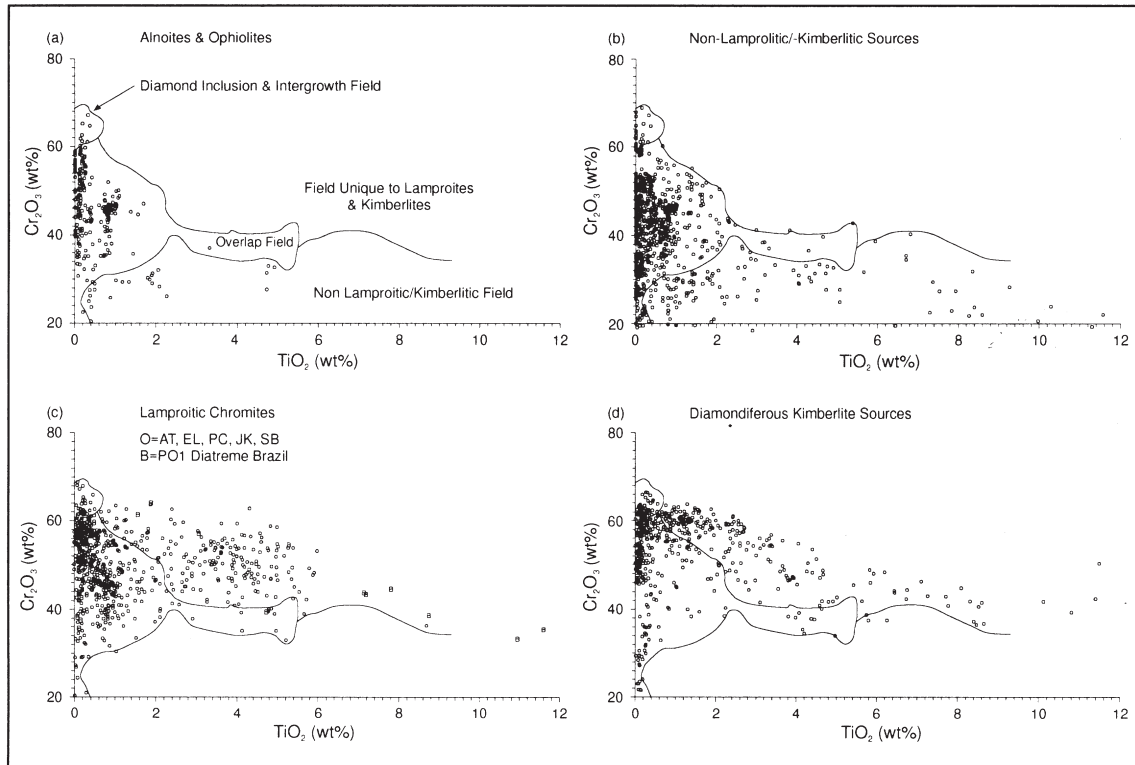 (a) Alnoites & Ophiolites
80
60
40
20
Cr2O3 (wt%)
Diamond Inclusion & Intergrowth Field
Field Unique to Lamproites
& Kimberlites
Overlap Field
Non Lamproitic/Kimberlitic Field
0 2 4 6 8 10 12
TiO2 (wt%)
(b) Non-Lamprolitic/-Kimberlitic Sources
80
60
40
20
Cr2O3 (wt%)
0 2 4 6 8 10 12
TiO2 (wt%)
(c) Lamproitic Chromites
O=AT, EL, PC, JK, SB
B=PO1 Diatreme Brazil
80
60
40
20
Cr2O3 (wt%)
0 2 4 6 8 10 12
TiO2 (wt%)
(d) Diamondiferous Kimberlite Sources
80
60
40
20
Cr2O3 (wt%)
0 2 4 6 8 10 12
TiO2 (wt%)